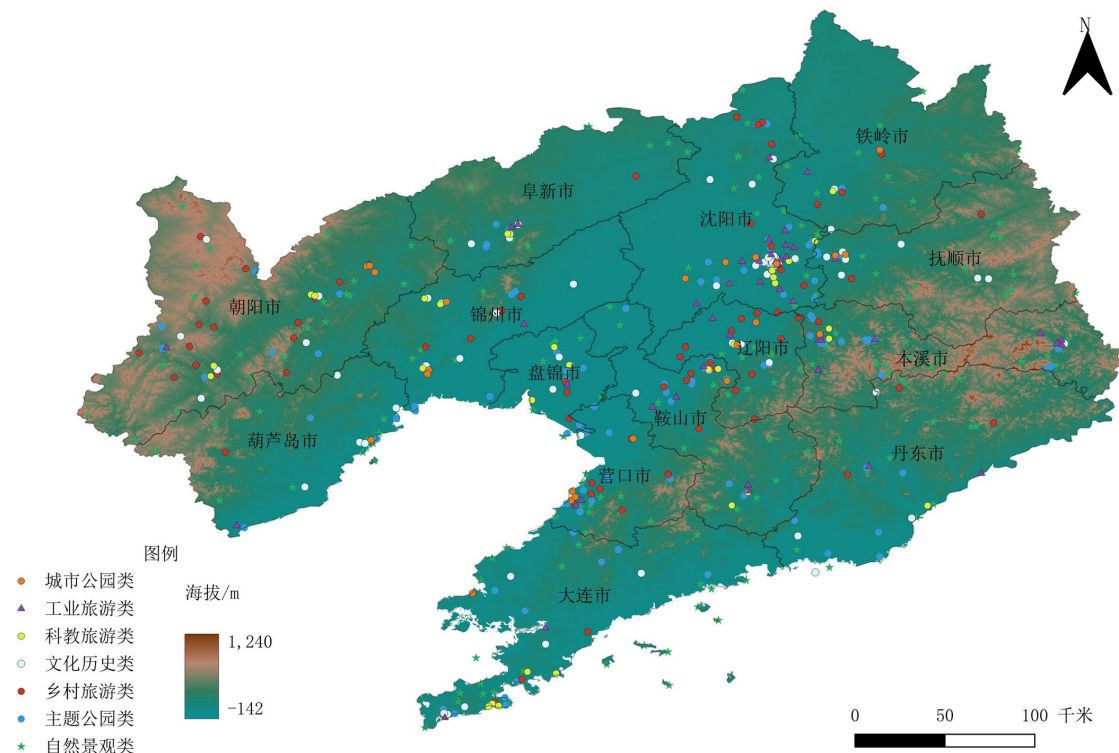 N
铁岭市
阜新市
沈阳市
抚顺市
朝阳市
锦州市
辽阳市
本溪市
盘锦市
鞍山市
葫芦岛市
丹东市
营口市
大连市
图例
城市公园类
工业旅游类
科教旅游类
文化历史类
乡村旅游类
主题公园类
自然景观类
海拔/m
1,240
-142
0 50 100 千米